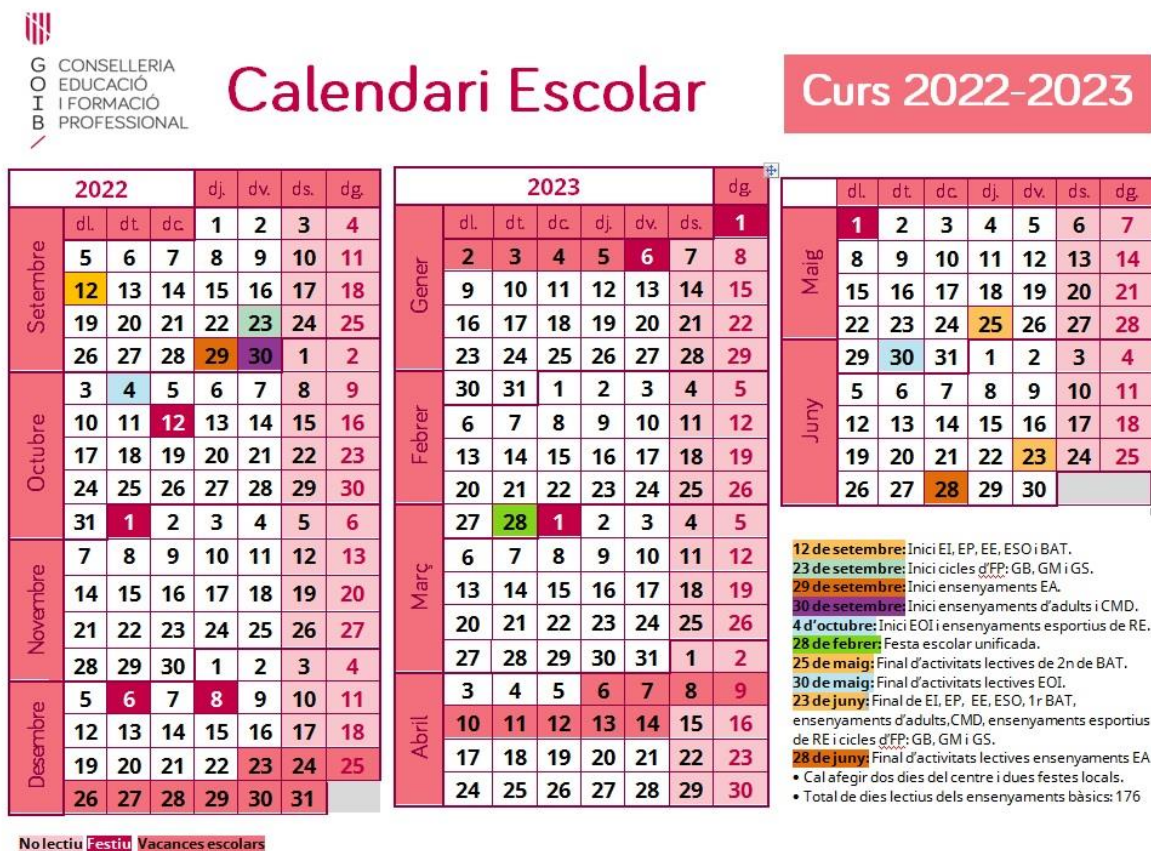 G CONSELLERIA
O EDUCACIÓ
I I FORMACIÓ
B PROFESSIONAL
Calendari Escolar
Curs 2022-2023
2022 dj. dv. ds. dg.
Setembre
dl. dt. dc. 1 2 3 4
5 6 7 8 9 10 11
12 13 14 15 16 17 18
19 20 21 22 23 24 25
26 27 28 29 30 1 2
Octubre
3 4 5 6 7 8 9
10 11 12 13 14 15 16
17 18 19 20 21 22 23
24 25 26 27 28 29 30
31 1 2 3 4 5 6
Novembre
7 8 9 10 11 12 13
14 15 16 17 18 19 20
21 22 23 24 25 26 27
28 29 30 1 2 3 4
Desembre
5 6 7 8 9 10 11
12 13 14 15 16 17 18
19 20 21 22 23 24 25
26 27 28 29 30 31
2023 dg.
Gener
dl. dt. dc. dj. dv. ds. 1
2 3 4 5 6 7 8
9 10 11 12 13 14 15
16 17 18 19 20 21 22
23 24 25 26 27 28 29
Febrer
30 31 1 2 3 4 5
6 7 8 9 10 11 12
13 14 15 16 17 18 19
20 21 22 23 24 25 26
Març
27 28 1 2 3 4 5
6 7 8 9 10 11 12
13 14 15 16 17 18 19
20 21 22 23 24 25 26
27 28 29 30 31 1 2
Abril
3 4 5 6 7 8 9
10 11 12 13 14 15 16
17 18 19 20 21 22 23
24 25 26 27 28 29 30
dl. dt. dc. dj. dv. ds. dg.
Maig
1 2 3 4 5 6 7
8 9 10 11 12 13 14
15 16 17 18 19 20 21
22 23 24 25 26 27 28
Juny
29 30 31 1 2 3 4
5 6 7 8 9 10 11
12 13 14 15 16 17 18
19 20 21 22 23 24 25
26 27 28 29 30
12 de setembre: Inici EI, EP, EE, ESO i BAT.
23 de setembre: Inici cicles d'FP: GB, GM i GS.
29 de setembre: Inici ensenyaments EA.
30 de setembre: Inici ensenyaments d'adults i CMD.
4 d'octubre: Inici EOI i ensenyaments esportius de RE.
28 de febrer: Festa escolar unificada.
25 de maig: Final d'activitats lectives de 2n de BAT.
30 de maig: Final d'activitats lectives EOI.
23 de juny: Final de EI, EP, EE, ESO, 1r BAT,
ensenyaments d'adults,CMD, ensenyaments esportius
de RE i cicles d'FP: GB, GM i GS.
28 de juny: Final d'activitats lectives ensenyaments EA
• Cal afegir dos dies del centre i dues festes locals.
• Total de dies lectius dels ensenyaments bàsics: 176
No lectiu Festiu Vacances escolars